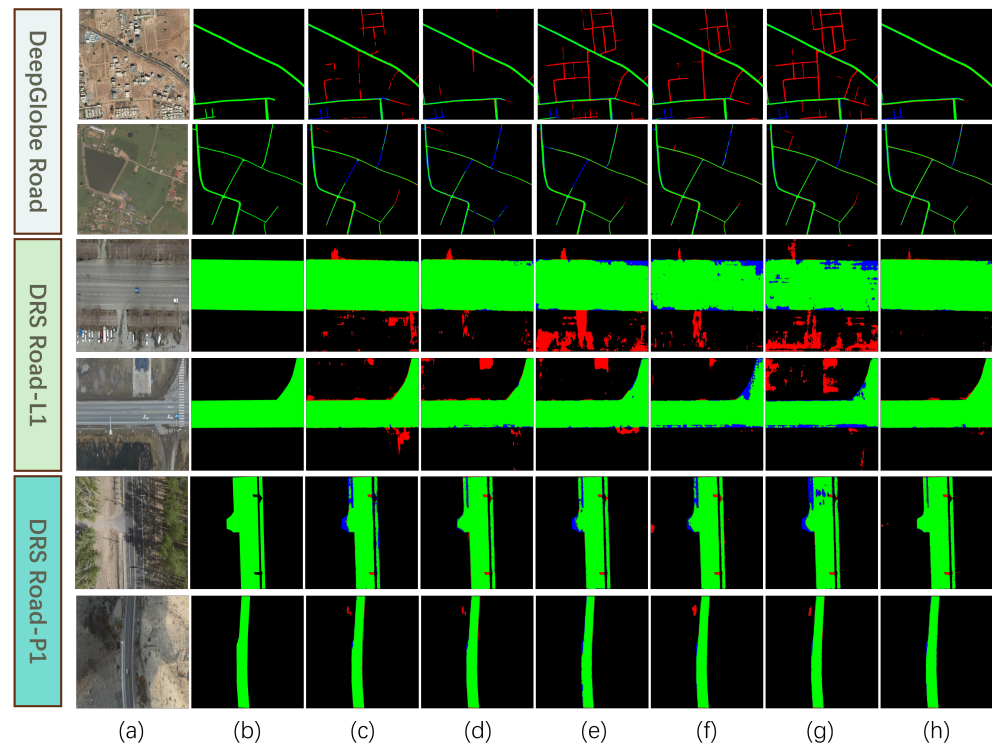 DeepGlobe Road
DRS Road-L1
DRS Road-P1
(a) (b) (c) (d) (e) (f) (g) (h)